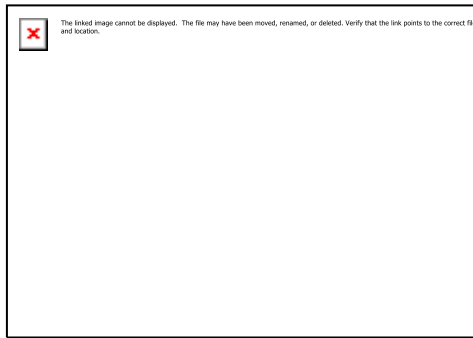 The linked image cannot be displayed. The file may have been moved, renamed, or deleted. Verify that the link points to the correct fil
and location.